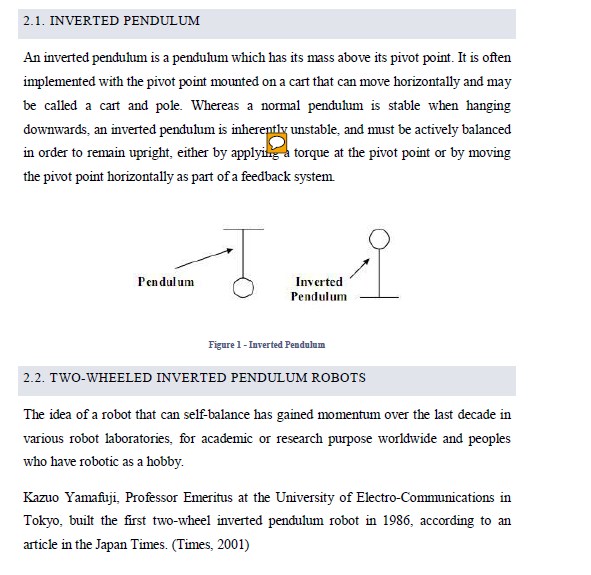 2.1. INVERTED PENDULUM
An inverted pendulum is a pendulum which has its mass above its pivot point. It is often
implemented with the pivot point mounted on a cart that can move horizontally and may
be called a cart and pole. Whereas a normal pendulum is stable when hanging
downwards, an inverted pendulum is inherently unstable, and must be actively balanced
in order to remain upright, either by applying a torque at the pivot point or by moving
the pivot point horizontally as part of a feedback system.
Pendulum
Inverted
Pendulum
Figure 1 - Inverted Pendulum
2.2. TWO-WHEELED INVERTED PENDULUM ROBOTS
The idea of a robot that can self-balance has gained momentum over the last decade in
various robot laboratories, for academic or research purpose worldwide and peoples
who have robotic as a hobby.
Kazuo Yamafuji, Professor Emeritus at the University of Electro-Communications in
Tokyo, built the first two-wheel inverted pendulum robot in 1986, according to an
article in the Japan Times. (Times, 2001)